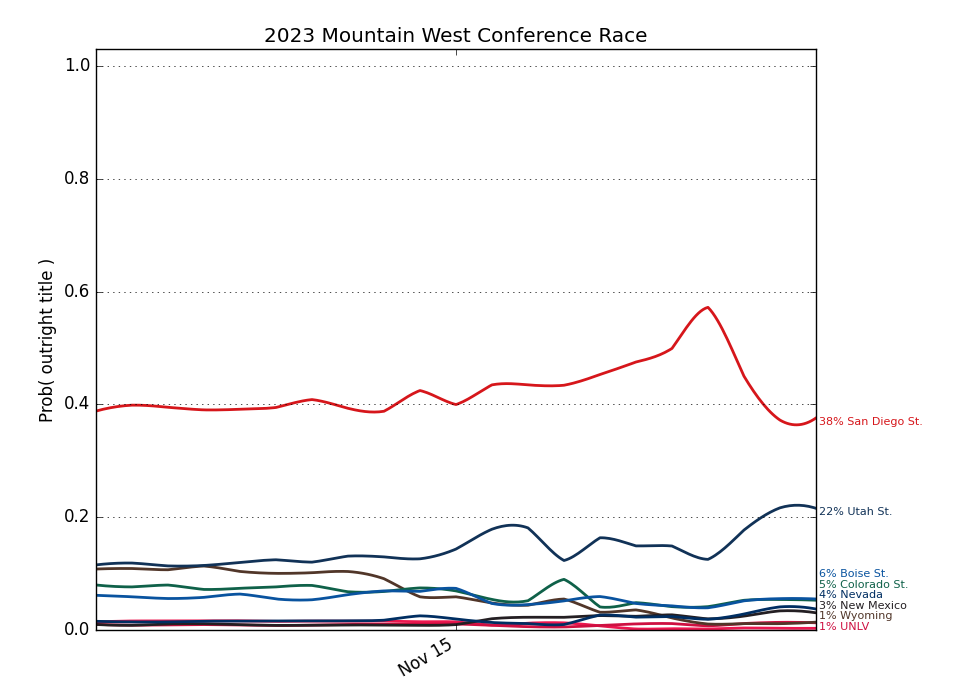 2023 Mountain West Conference Race
Prob( outright title )
1.0
0.8
0.6
0.4
0.2
0.0
Nov 15
38% San Diego St.
22% Utah St.
6% Boise St.
5% Colorado St.
4% Nevada
3% New Mexico
1% Wyoming
1% UNLV